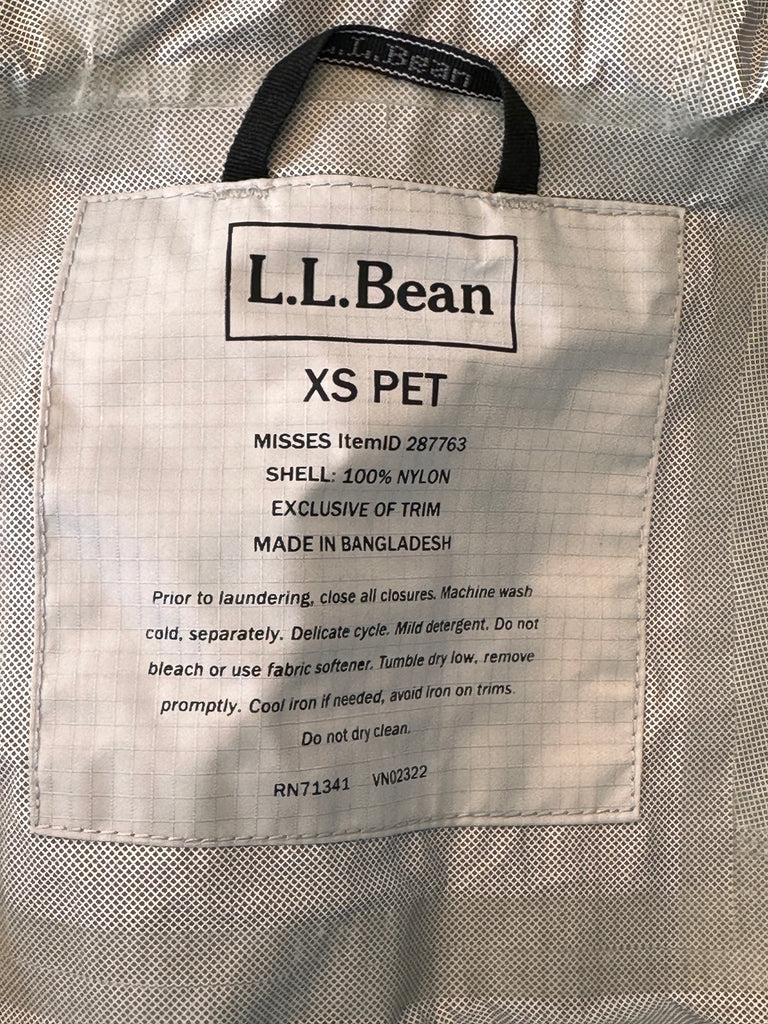 L.L.Bean
L.L.Bean
XS PET
MISSES ItemID 287763
SHELL: 100% NYLON
EXCLUSIVE OF TRIM
MADE IN BANGLADESH
Prior to laundering, close all closures. Machine wash
cold, separately. Delicate cycle. Mild detergent. Do not
bleach or use fabric softener. Tumble dry low, remove
promptly. Cool iron if needed, avoid iron on trims.
Do not dry clean.
RN71341 VN02322